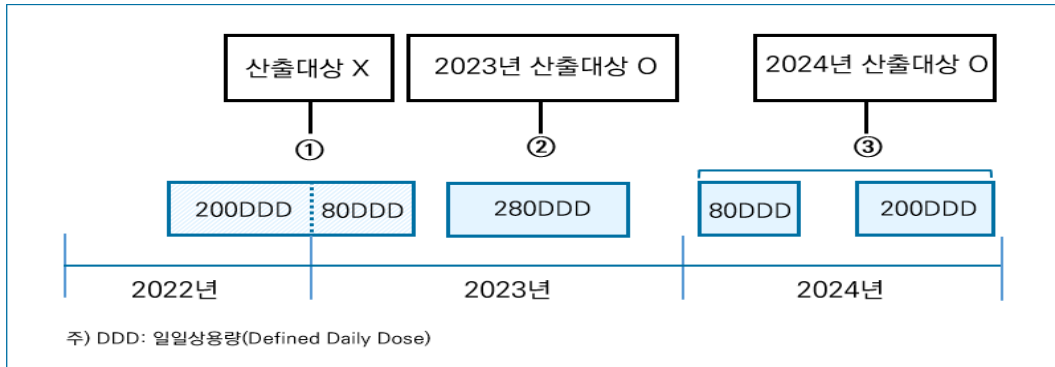 산출대상 X
2023년 산출대상 O
2024년 산출대상 O
①
②
③
200DDD
80DDD
280DDD
80DDD
200DDD
2022년
2023년
2024년
주) DDD: 일일상용량(Defined Daily Dose)